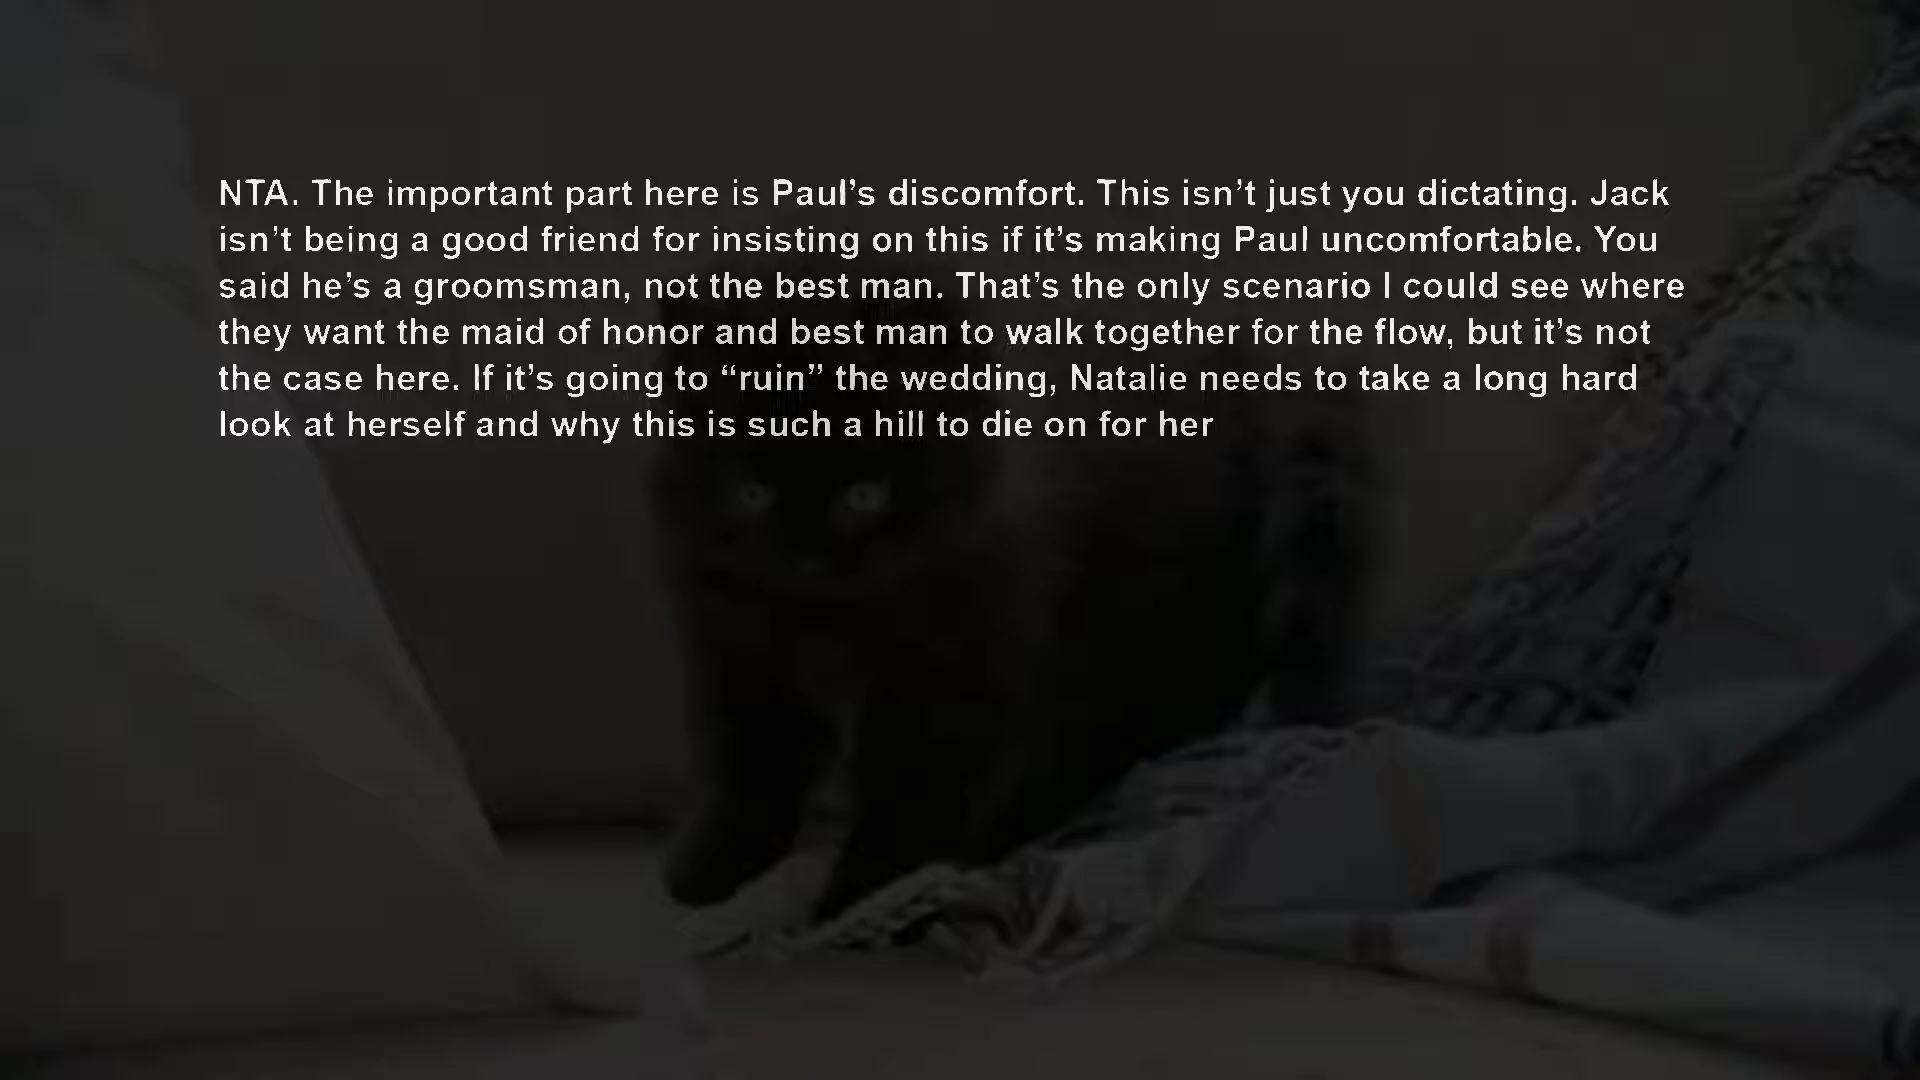 NTA. The important part here is Paul’s discomfort. This isn’t just you dictating. Jack
isn’t being a good friend for insisting on this if it’s making Paul uncomfortable. You
said he’s a groomsman, not the best man. That’s the only scenario I could see where
they want the maid of honor and best man to walk together for the flow, but it’s not
the case here. If it’s going to “ruin” the wedding, Natalie needs to take a long hard
look at herself and why this is such a hill to die on for her